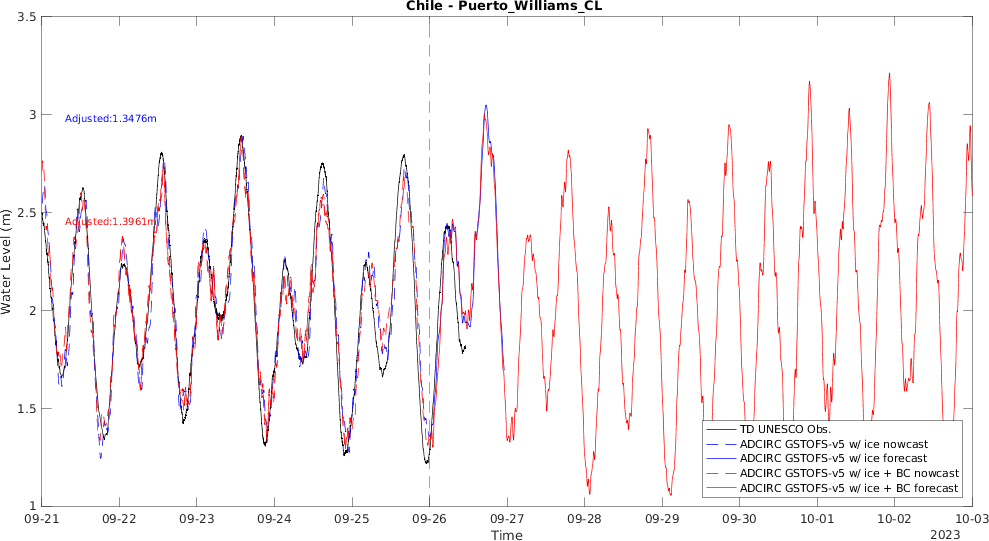 Chile - Puerto_Williams_CL
3.5
3
2.5
2
1.5
1
Water Level (m)
Adjusted:1.3476m
Adjusted:1.3961m
TD UNESCO Obs.
ADCIRC GSTOFS-v5 w/ ice nowcast
ADCIRC GSTOFS-v5 w/ ice forecast
ADCIRC GSTOFS-v5 w/ ice + BC nowcast
ADCIRC GSTOFS-v5 w/ ice + BC forecast
09-21 09-22 09-23 09-24 09-25 09-26 09-27 09-28 09-29 09-30 10-01 10-02 10-03
Time
2023